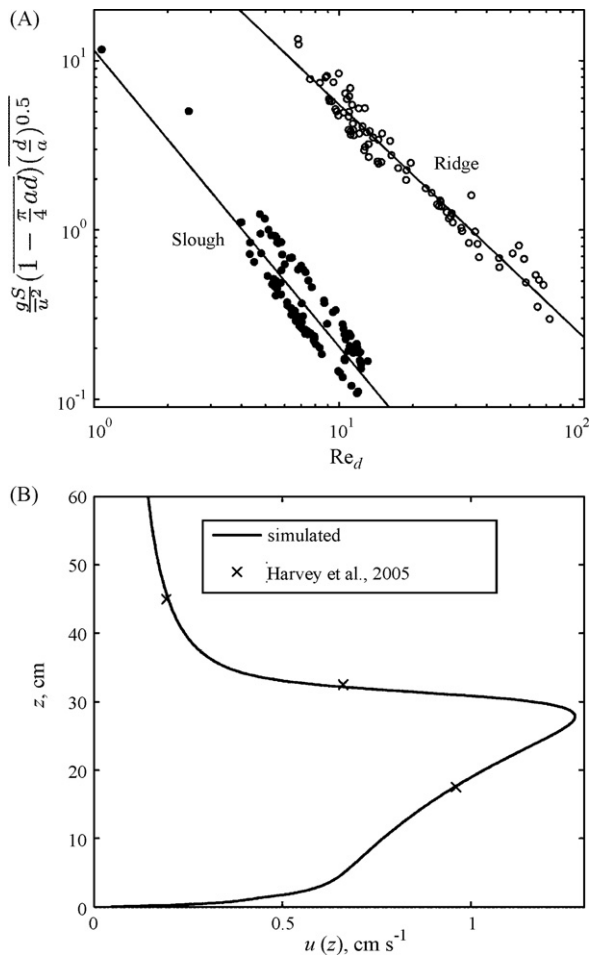 (A)
10¹
10⁰
10⁻¹
gS/u² (1 − π/4 ad)(d/a)^0.5
Ridge
Slough
10⁰ 10¹ 10²
Re_d
(B)
60
50
40
30
20
10
0
z, cm
simulated
Harvey et al., 2005
0 0.5 1
u (z), cm s⁻¹